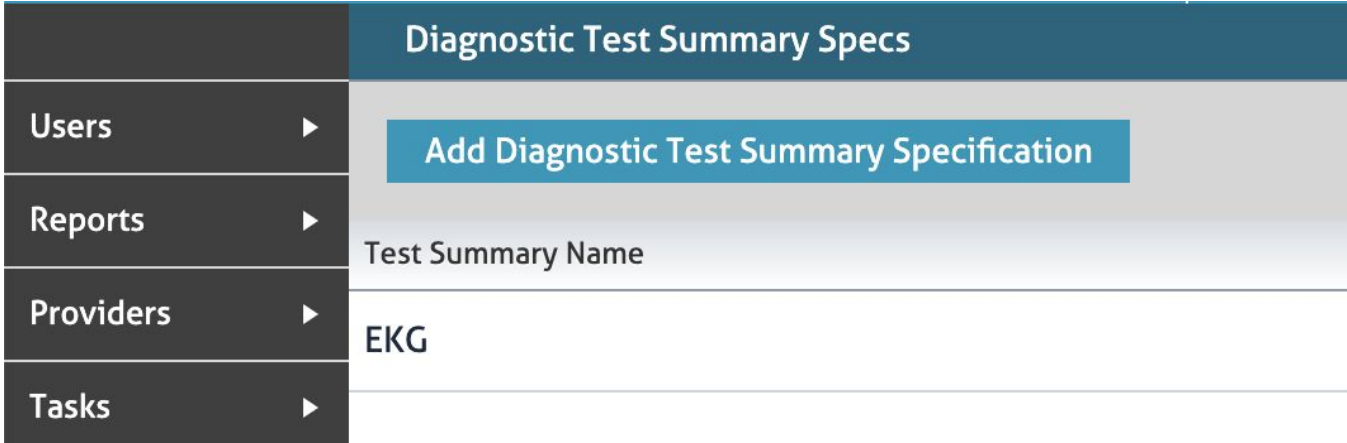 Diagnostic Test Summary Specs
Users
Reports
Providers
Tasks
Add Diagnostic Test Summary Specification
Test Summary Name
EKG